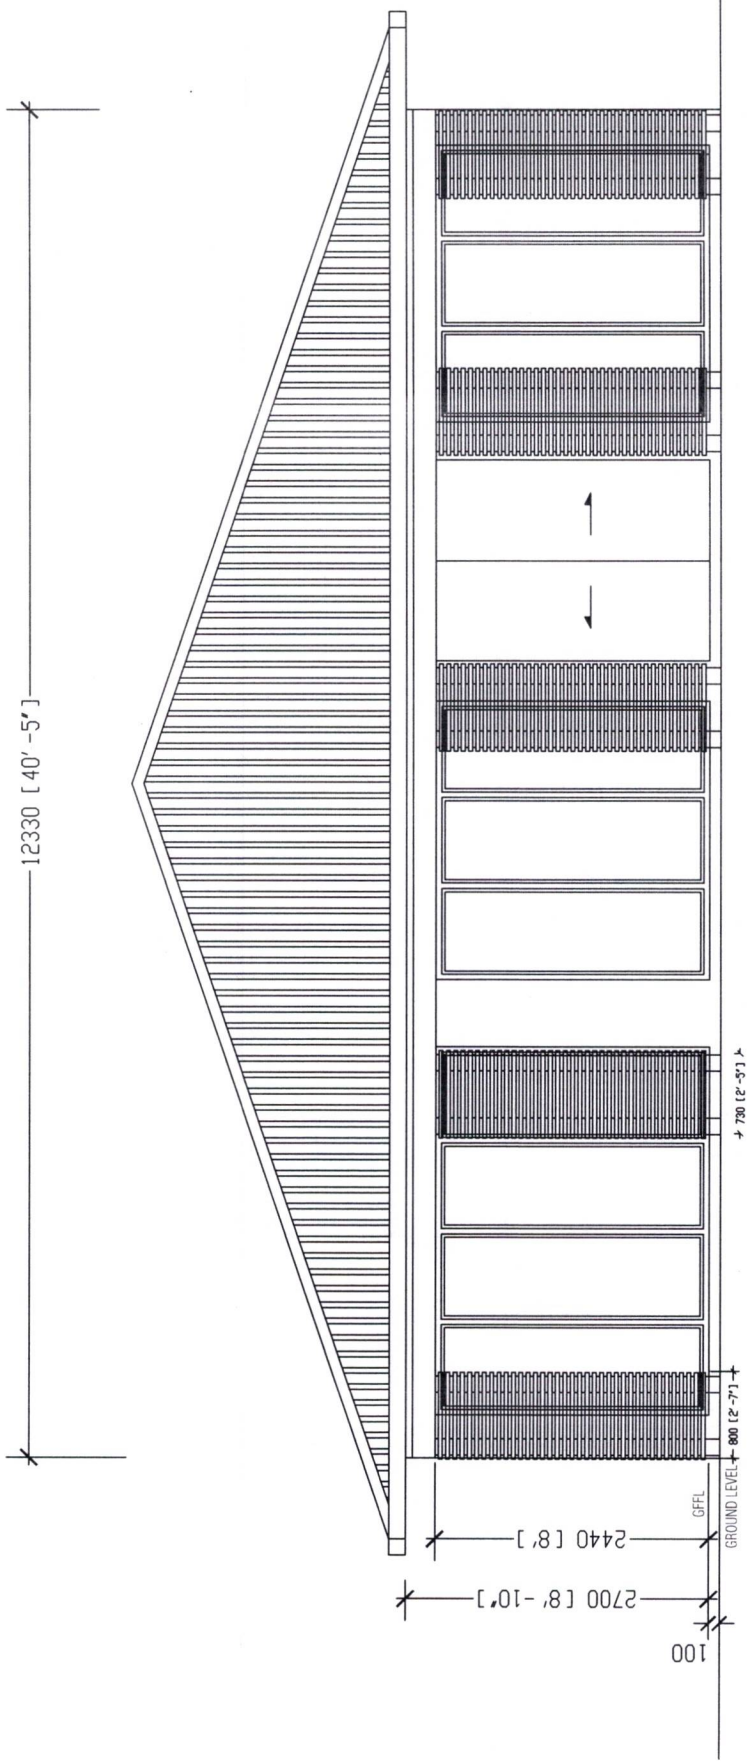 12330 [ 40' -5" ]
2440 [ 8' ]
2700 [ 8' -10" ]
100
GFFL
GROUND LEVEL
800 [2'-7"]
730 [2'-5"]